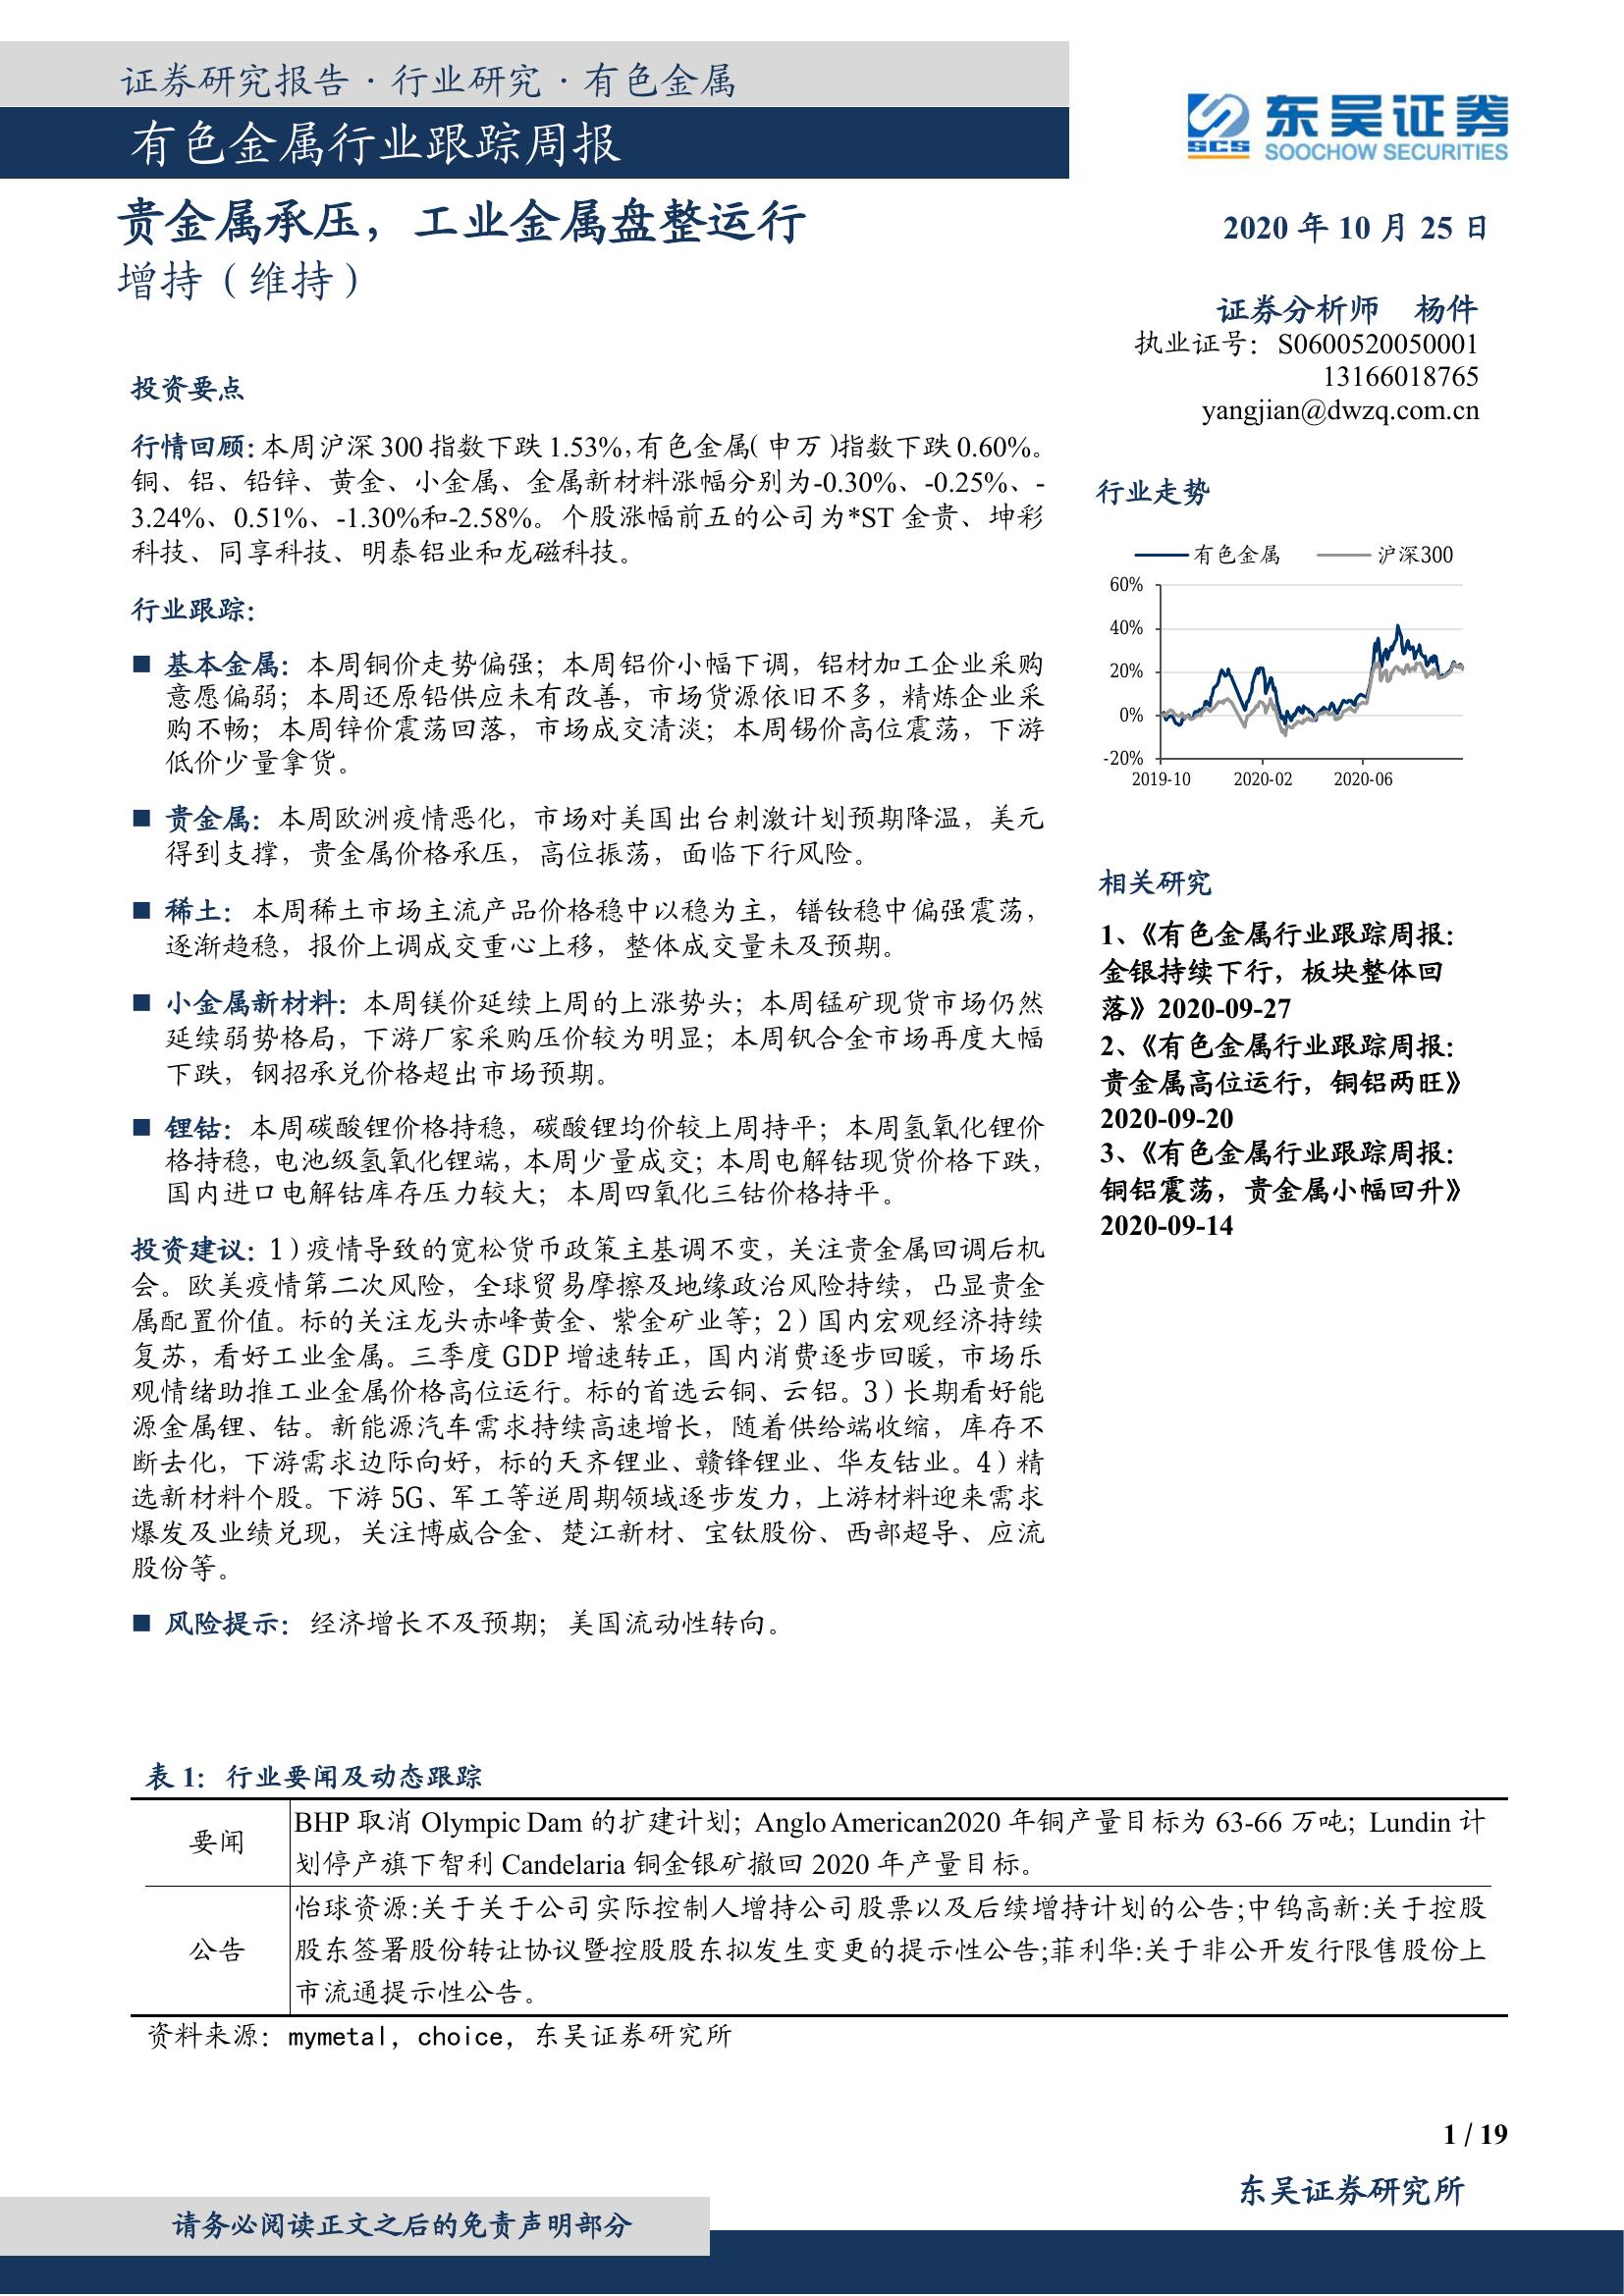 证券研究报告·行业研究·有色金属
有色金属行业跟踪周报
东吴证券
SCS
SOOCHOW SECURITIES
贵金属承压，工业金属盘整运行
增持（维持）
2020 年 10 月 25 日
证券分析师 杨件
执业证号：S0600520050001
13166018765
yangjian@dwzq.com.cn
投资要点
行情回顾：本周沪深 300 指数下跌 1.53%，有色金属（申万）指数下跌 0.60%。
铜、铝、铅锌、黄金、小金属、金属新材料涨幅分别为-0.30%、-0.25%、-
3.24%、0.51%、-1.30%和-2.58%。个股涨幅前五的公司为*ST 金贵、坤彩
科技、同享科技、明泰铝业和龙磁科技。
行业跟踪：
■ 基本金属：本周铜价走势偏强；本周铝价小幅下调，铝材加工企业采购
意愿偏弱；本周还原铅供应未有改善，市场货源依旧不多，精炼企业采
购不畅；本周锌价震荡回落，市场成交清淡；本周锡价高位震荡，下游
低价少量拿货。
■ 贵金属：本周欧洲疫情恶化，市场对美国出台刺激计划预期降温，美元
得到支撑，贵金属价格承压，高位振荡，面临下行风险。
■ 稀土：本周稀土市场主流产品价格稳中以稳为主，镨钕稳中偏强震荡，
逐渐趋稳，报价上调成交重心上移，整体成交量未及预期。
■ 小金属新材料：本周镁价延续上周的上涨势头；本周锰矿现货市场仍然
延续弱势格局，下游厂家采购压价较为明显；本周钒合金市场再度大幅
下跌，钢招承兑价格超出市场预期。
■ 锂钴：本周碳酸锂价格持稳，碳酸锂均价较上周持平；本周氢氧化锂价
格持稳，电池级氢氧化锂端，本周少量成交；本周电解钴现货价格下跌，
国内进口电解钴库存压力较大；本周四氧化三钴价格持平。
投资建议：1）疫情导致的宽松货币政策主基调不变，关注贵金属回调后机
会。欧美疫情第二次风险，全球贸易摩擦及地缘政治风险持续，凸显贵金
属配置价值。标的关注龙头赤峰黄金、紫金矿业等；2）国内宏观经济持续
复苏，看好工业金属。三季度 GDP 增速转正，国内消费逐步回暖，市场乐
观情绪助推工业金属价格高位运行。标的首选云铜、云铝。3）长期看好能
源金属锂、钴。新能源汽车需求持续高速增长，随着供给端收缩，库存不
断去化，下游需求边际向好，标的天齐锂业、赣锋锂业、华友钴业。4）精
选新材料个股。下游 5G、军工等逆周期领域逐步发力，上游材料迎来需求
爆发及业绩兑现，关注博威合金、楚江新材、宝钛股份、西部超导、应流
股份等。
■ 风险提示：经济增长不及预期；美国流动性转向。
行业走势
有色金属 沪深300
60%
40%
20%
0%
-20%
2019-10 2020-02 2020-06
相关研究
1、《有色金属行业跟踪周报：
金银持续下行，板块整体回
落》2020-09-27
2、《有色金属行业跟踪周报：
贵金属高位运行，铜铝两旺》
2020-09-20
3、《有色金属行业跟踪周报：
铜铝震荡，贵金属小幅回升》
2020-09-14
表 1：行业要闻及动态跟踪
要闻
BHP 取消 Olympic Dam 的扩建计划；Anglo American2020 年铜产量目标为 63-66 万吨；Lundin 计
划停产旗下智利 Candelaria 铜金银矿撤回 2020 年产量目标。
公告
怡球资源:关于关于公司实际控制人增持公司股票以及后续增持计划的公告;中钨高新:关于控股
股东签署股份转让协议暨控股股东拟发生变更的提示性公告;菲利华:关于非公开发行限售股份上
市流通提示性公告。
资料来源：mymetal，choice，东吴证券研究所
1 / 19
东吴证券研究所
请务必阅读正文之后的免责声明部分